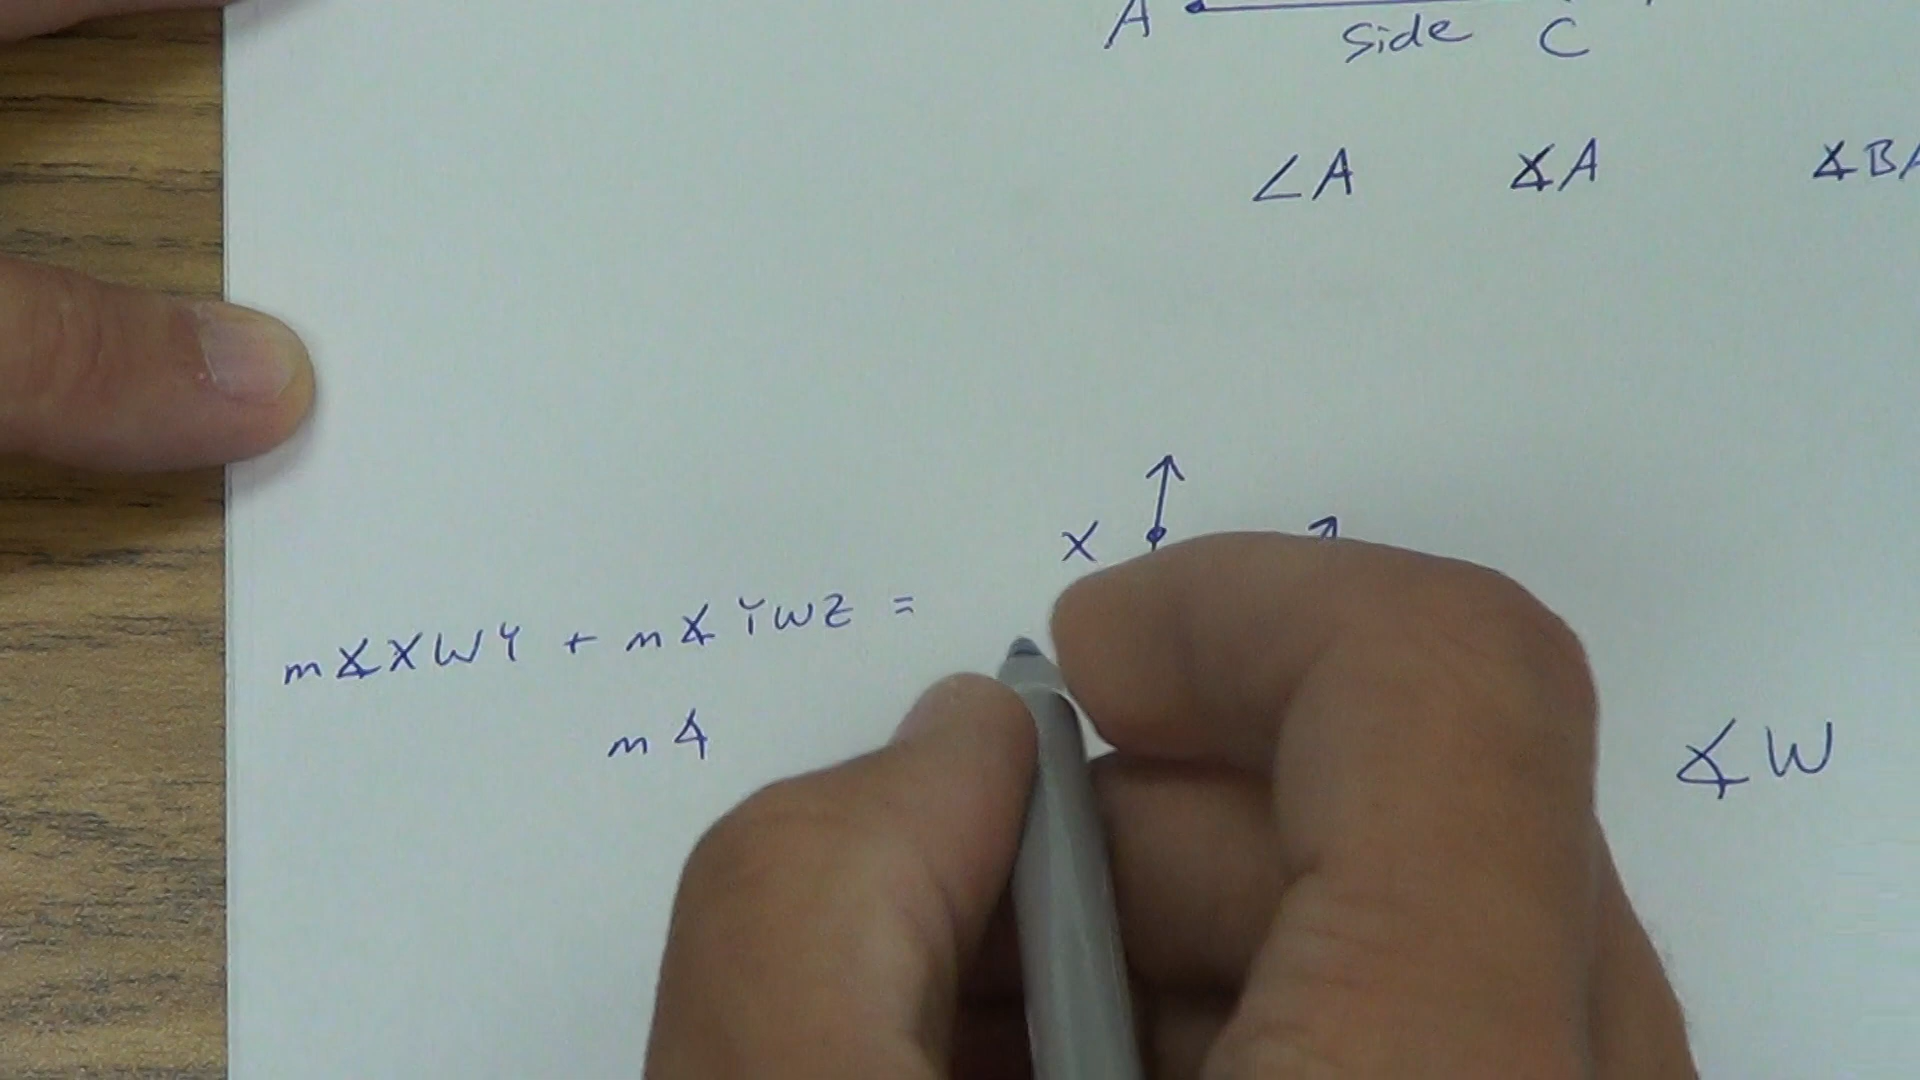 A
Side C
∠A ∡A ∡BA
X
m∡XWY + m∡YWZ =
m∡
∡W